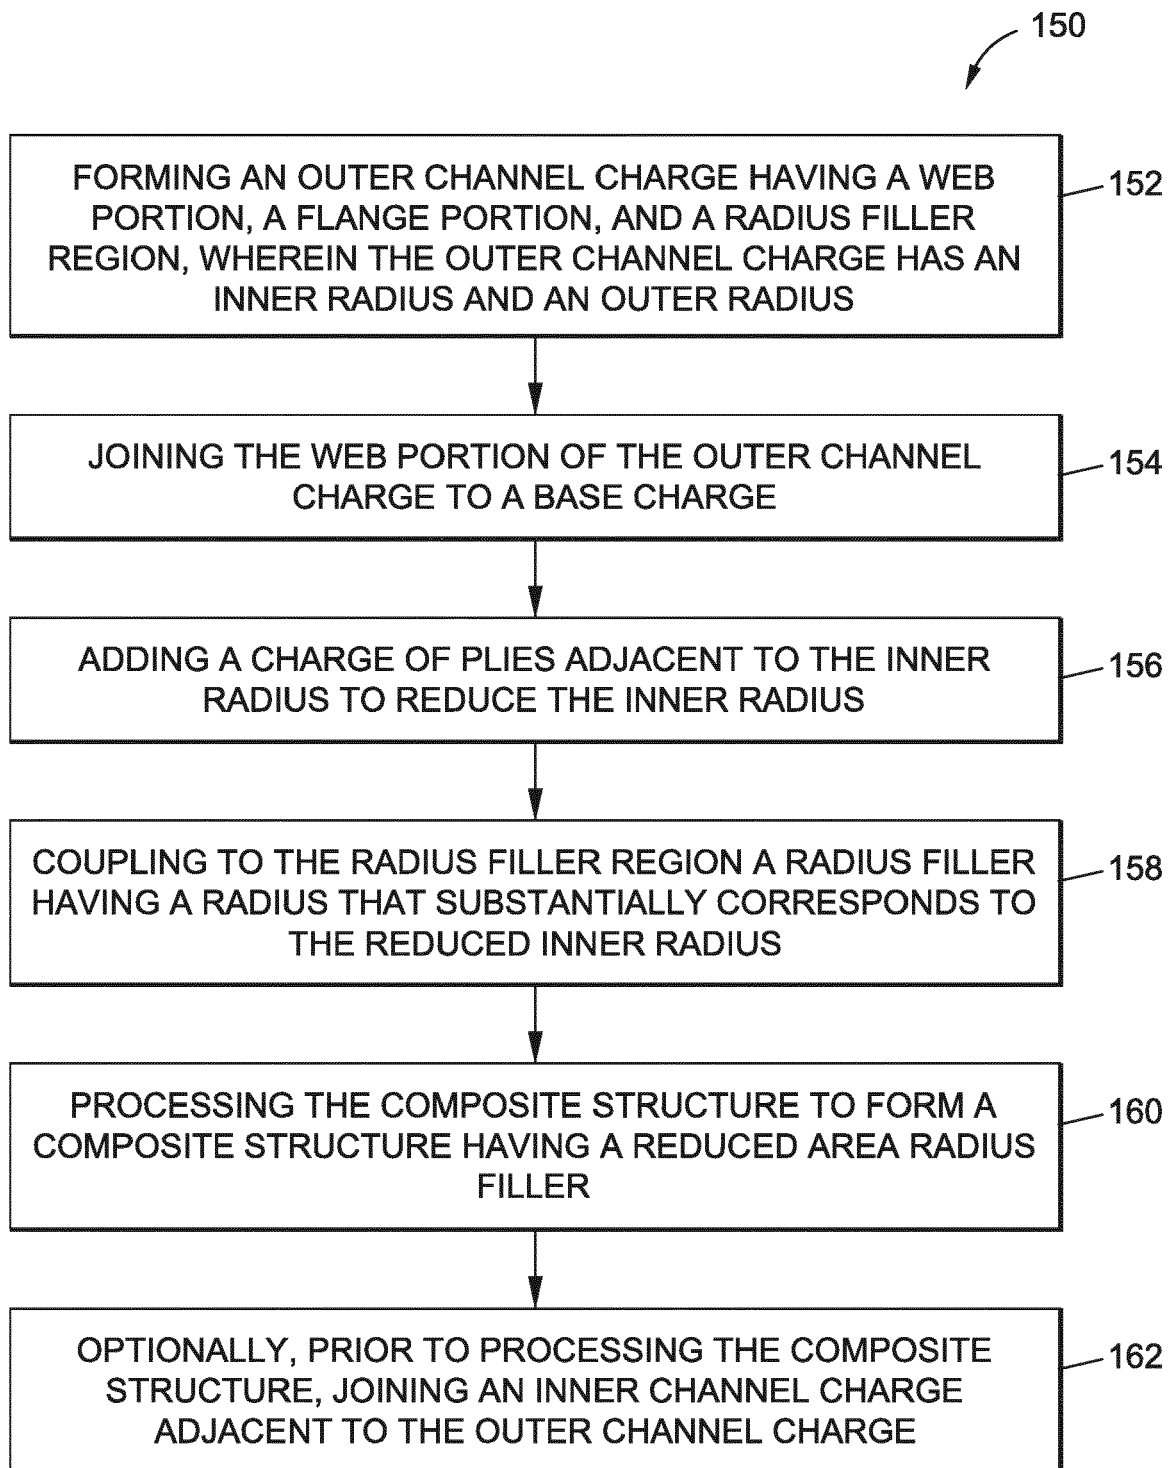 150
FORMING AN OUTER CHANNEL CHARGE HAVING A WEB
PORTION, A FLANGE PORTION, AND A RADIUS FILLER
REGION, WHEREIN THE OUTER CHANNEL CHARGE HAS AN
INNER RADIUS AND AN OUTER RADIUS
152
JOINING THE WEB PORTION OF THE OUTER CHANNEL
CHARGE TO A BASE CHARGE
154
ADDING A CHARGE OF PLIES ADJACENT TO THE INNER
RADIUS TO REDUCE THE INNER RADIUS
156
COUPLING TO THE RADIUS FILLER REGION A RADIUS FILLER
HAVING A RADIUS THAT SUBSTANTIALLY CORRESPONDS TO
THE REDUCED INNER RADIUS
158
PROCESSING THE COMPOSITE STRUCTURE TO FORM A
COMPOSITE STRUCTURE HAVING A REDUCED AREA RADIUS
FILLER
160
OPTIONALLY, PRIOR TO PROCESSING THE COMPOSITE
STRUCTURE, JOINING AN INNER CHANNEL CHARGE
ADJACENT TO THE OUTER CHANNEL CHARGE
162